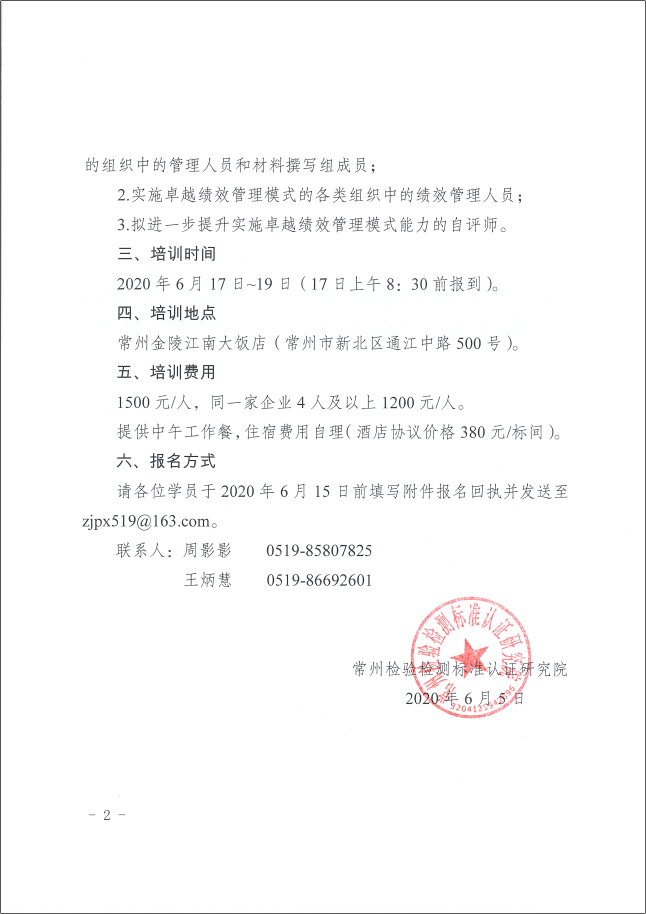 的组织中的管理人员和材料撰写组成员；
2.实施卓越绩效管理模式的各类组织中的绩效管理人员；
3.拟进一步提升实施卓越绩效管理模式能力的自评师。
三、培训时间
2020 年 6 月 17 日~19 日（17 日上午 8：30 前报到）。
四、培训地点
常州金陵江南大饭店（常州市新北区通江中路 500 号）。
五、培训费用
1500 元/人，同一家企业 4 人及以上 1200 元/人。
提供中午工作餐，住宿费用自理（酒店协议价格 380 元/标间）。
六、报名方式
请各位学员于 2020 年 6 月 15 日前填写附件报名回执并发送至
zjpx519@163.com。
联系人：周影影 0519-85807825
王炳慧 0519-86692601
常州检验检测标准认证研究院
2020 年 6 月 5 日
常州检验检测标准认证研究院
- 2 -